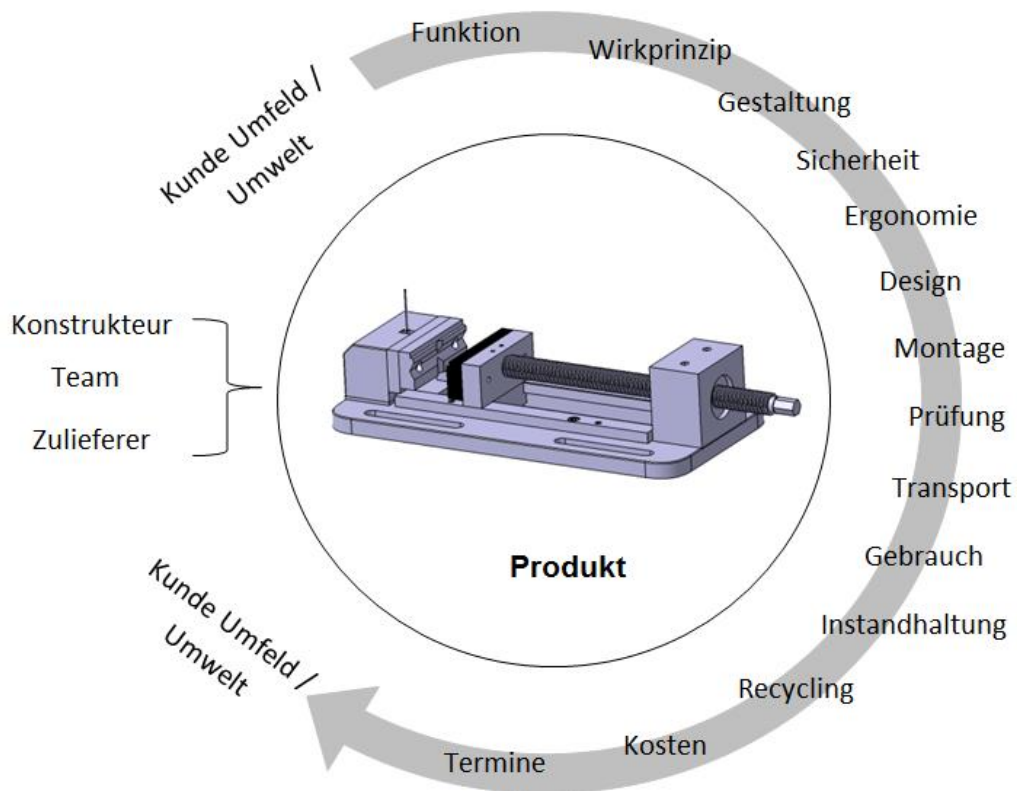 Funktion
Wirkprinzip
Gestaltung
Sicherheit
Ergonomie
Design
Montage
Prüfung
Transport
Gebrauch
Instandhaltung
Recycling
Kosten
Termine
Kunde Umfeld /
Umwelt
Konstrukteur
Team
Zulieferer
Kunde Umfeld /
Umwelt
Produkt